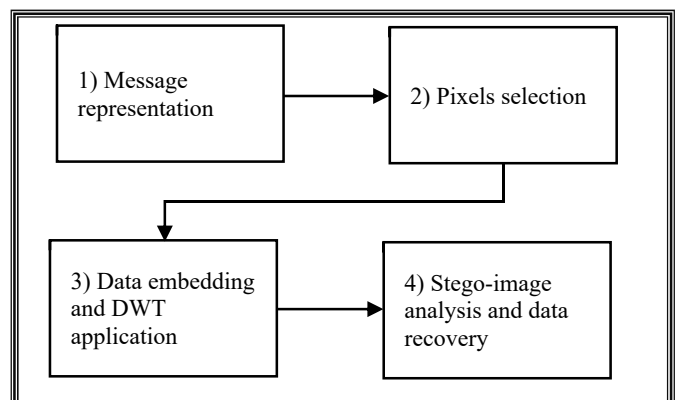 1) Message
representation
2) Pixels selection
3) Data embedding
and DWT
application
4) Stego-image
analysis and data
recovery